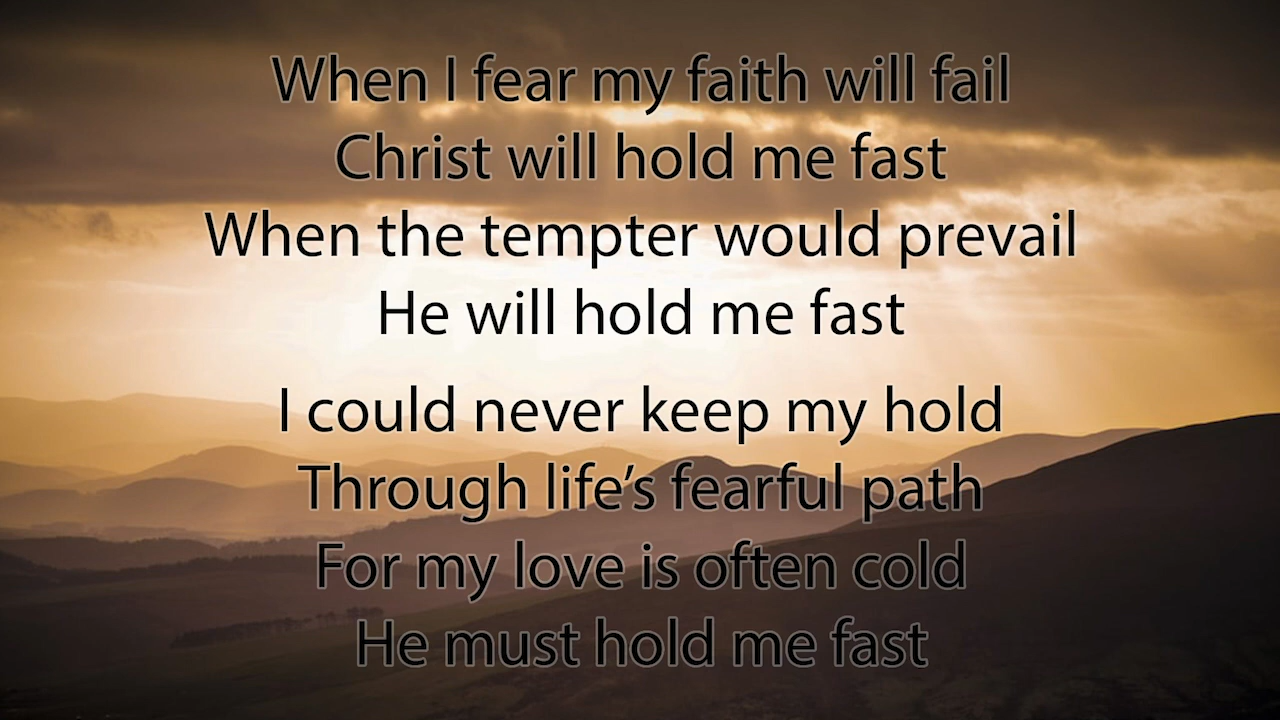 When I fear my faith will fail
Christ will hold me fast
When the tempter would prevail
He will hold me fast
I could never keep my hold
Through life’s fearful path
For my love is often cold
He must hold me fast